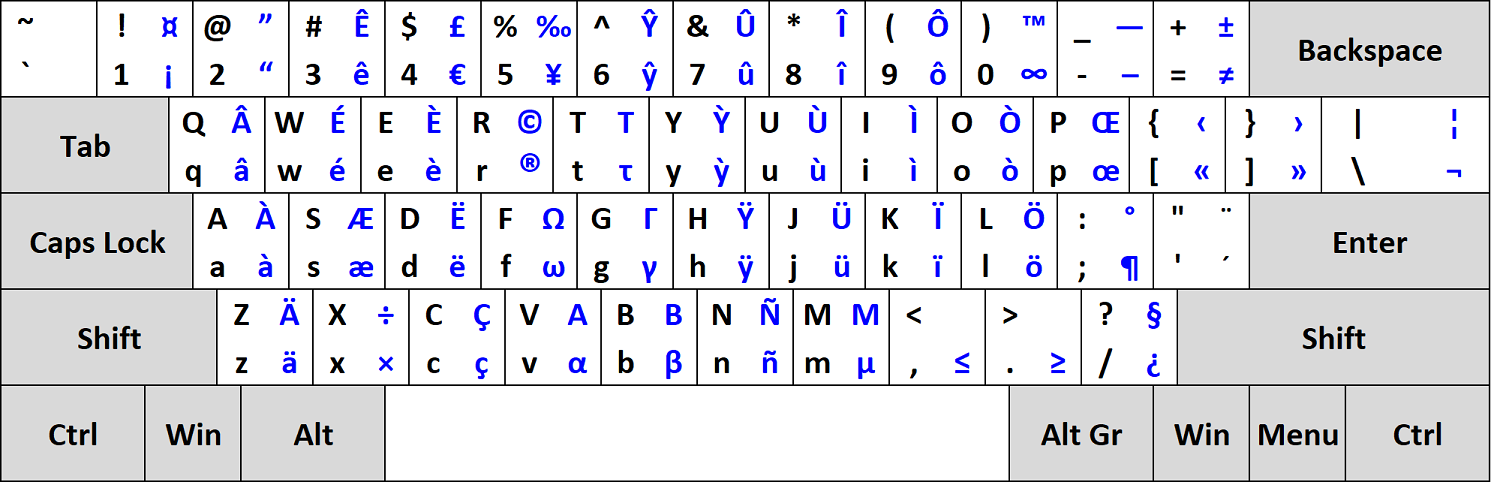 ~ ! ¤ @ ” # Ê $ £ % ‰ ^ Ŷ & Û * Î ( Ô ) ™ _ — + ± Backspace
` 1 ¡ 2 “ 3 ê 4 € 5 ¥ 6 ŷ 7 û 8 î 9 ô 0 ∞ - – = ≠
Tab Q Â W É E È R © T Τ Y Ỳ U Ù I Ì O Ò P Œ { ‹ } › | ¦
q â w é e è r ® t τ y ỳ u ù i ì o ò p œ [ « ] » \ ¬
Caps Lock A À S Æ D Ë F Ω G Γ H Ÿ J Ü K Ï L Ö : ° " ¨ Enter
a à s æ d ë f ω g γ h ÿ j ü k ï l ö ; ¶ ' ´
Shift Z Ä X ÷ C Ç V Α B Β N Ñ M Μ < > ? § Shift
z ä x × c ç v α b β n ñ m µ , ≤ . ≥ / ¿
Ctrl Win Alt Alt Gr Win Menu Ctrl